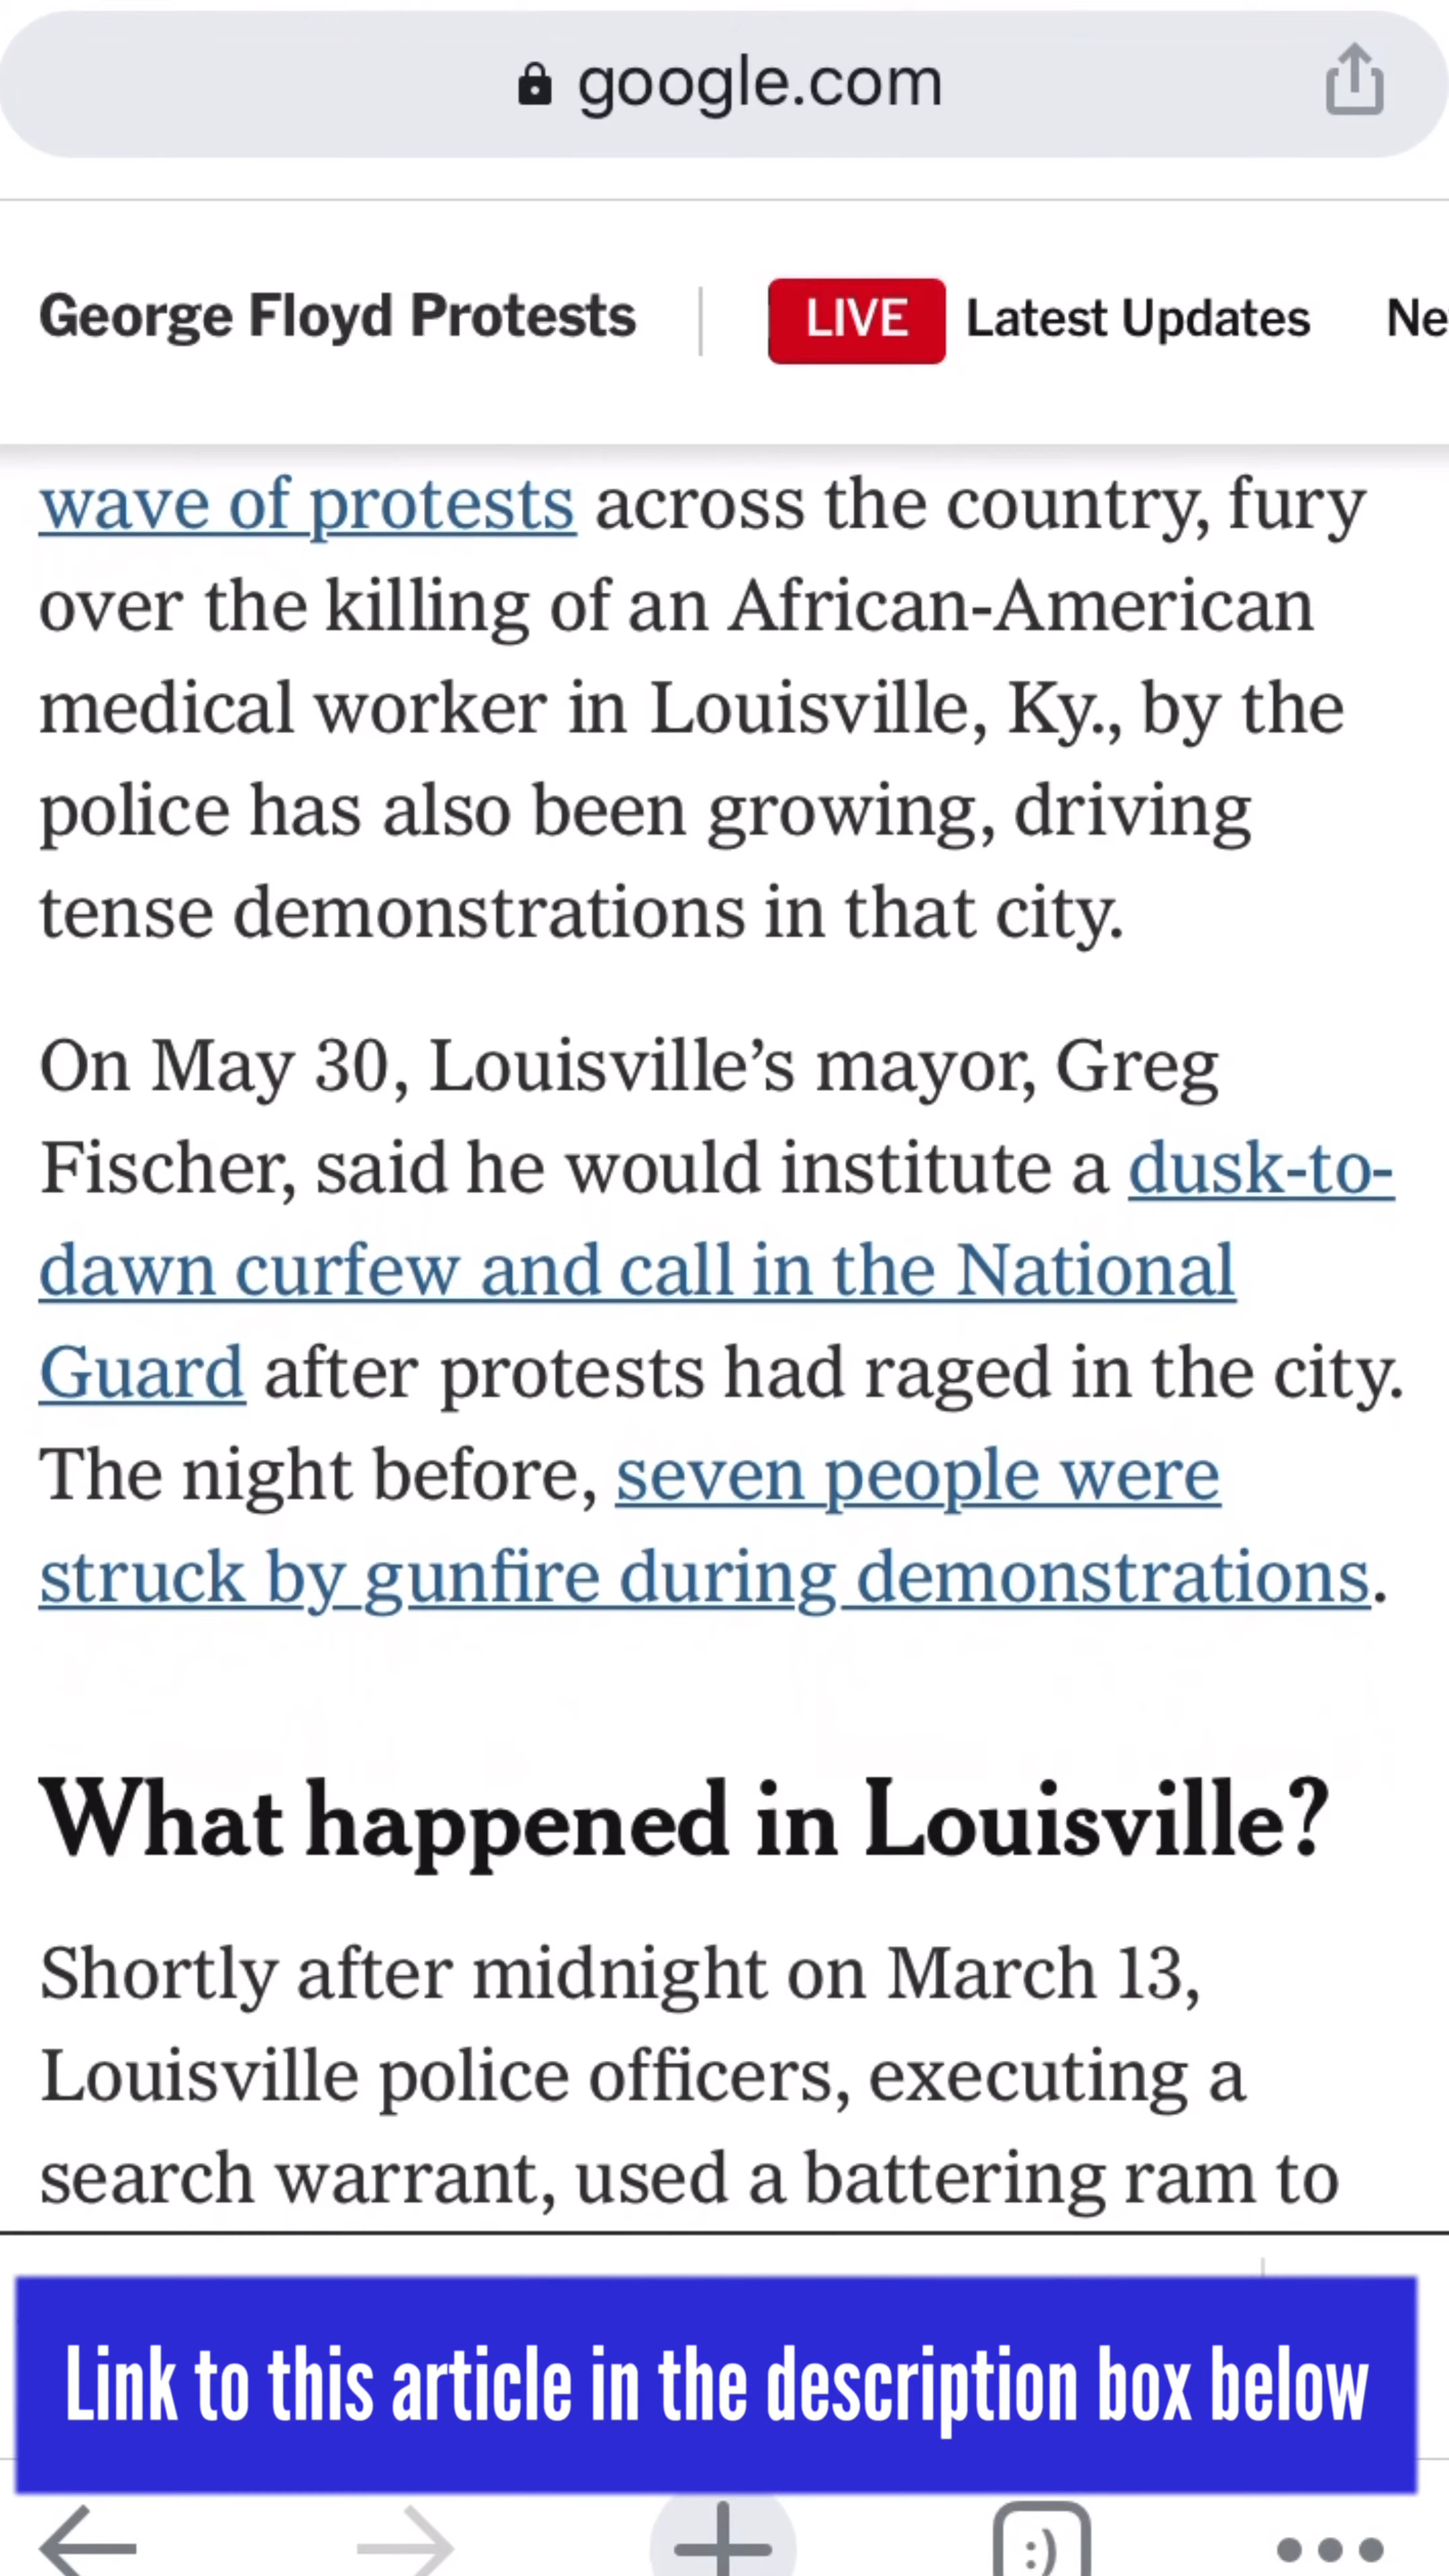 google.com
George Floyd Protests
LIVE Latest Updates Ne
wave of protests across the country, fury
over the killing of an African-American
medical worker in Louisville, Ky., by the
police has also been growing, driving
tense demonstrations in that city.
On May 30, Louisville’s mayor, Greg
Fischer, said he would institute a dusk-to-
dawn curfew and call in the National
Guard after protests had raged in the city.
The night before, seven people were
struck by gunfire during demonstrations.
What happened in Louisville?
Shortly after midnight on March 13,
Louisville police officers, executing a
search warrant, used a battering ram to
Link to this article in the description box below
:)